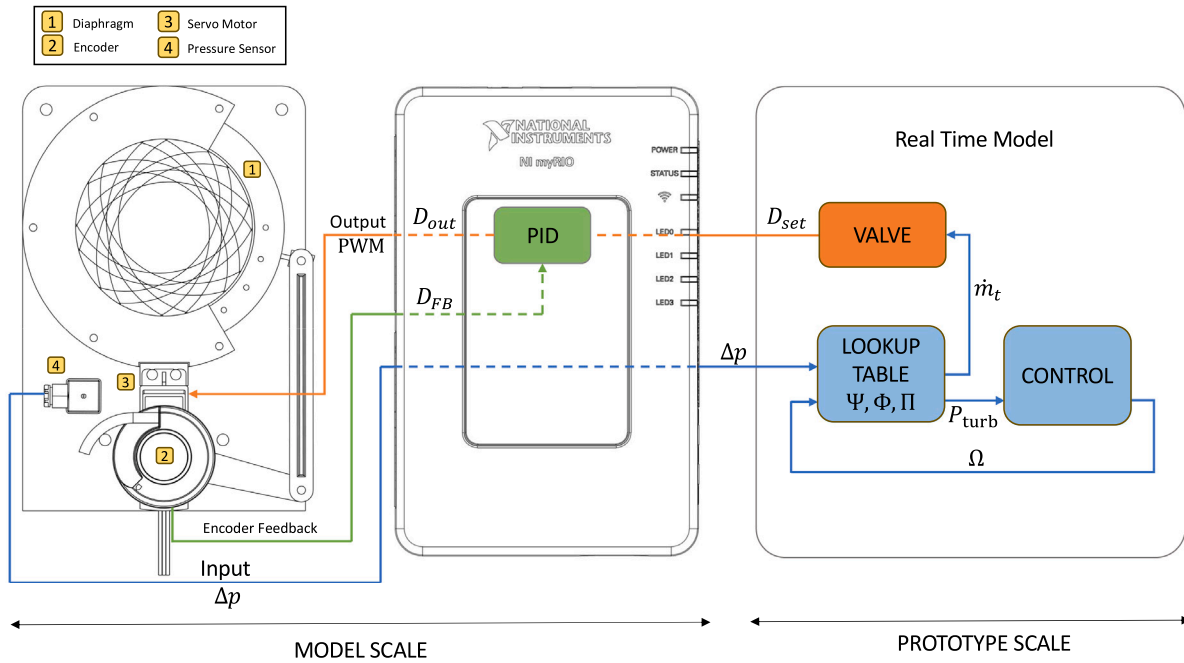 1 Diaphragm
3 Servo Motor
2 Encoder
4 Pressure Sensor
1
4
3
2
Output
PWM
Encoder Feedback
Input
Δp
NATIONAL
INSTRUMENTS
NI myRIO
POWER
STATUS
LED0
LED1
LED2
LED3
D_out
PID
D_FB
Δp
Real Time Model
D_set
VALVE
ṁ_t
LOOKUP
TABLE
Ψ, Φ, Π
P_turb
CONTROL
Ω
MODEL SCALE
PROTOTYPE SCALE